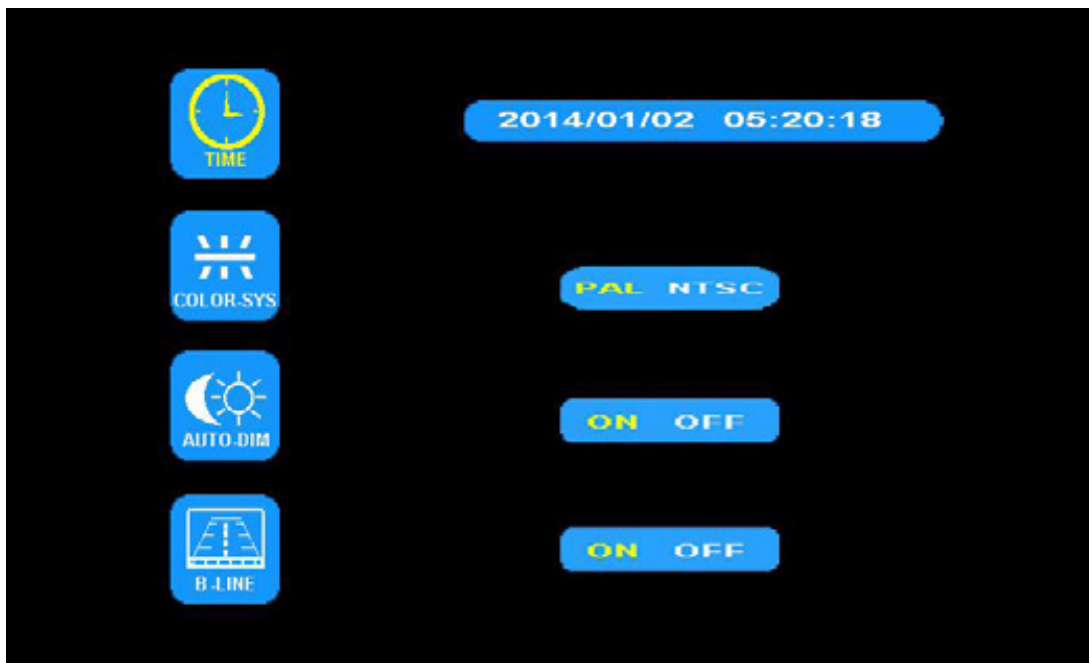 TIME
2014/01/02 05:20:18
COLOR-SYS
PAL NTSC
AUTO-DIM
ON OFF
B-LINE
ON OFF